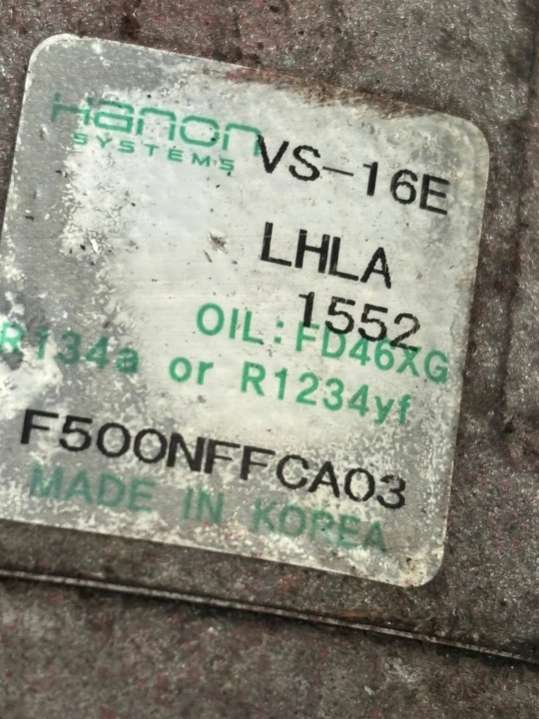 Hanon
SYSTEMS
VS-16E
LHLA
1552
OIL:FD46XG
R134a or R1234yf
F500NFFCA03
MADE IN KOREA